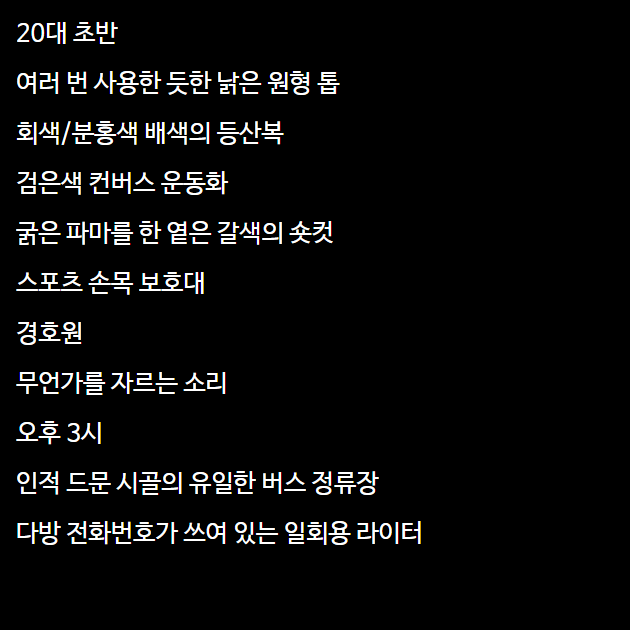 20대 초반
여러 번 사용한 듯한 낡은 원형 톱
회색/분홍색 배색의 등산복
검은색 컨버스 운동화
굵은 파마를 한 옅은 갈색의 숏컷
스포츠 손목 보호대
경호원
무언가를 자르는 소리
오후 3시
인적 드문 시골의 유일한 버스 정류장
다방 전화번호가 쓰여 있는 일회용 라이터